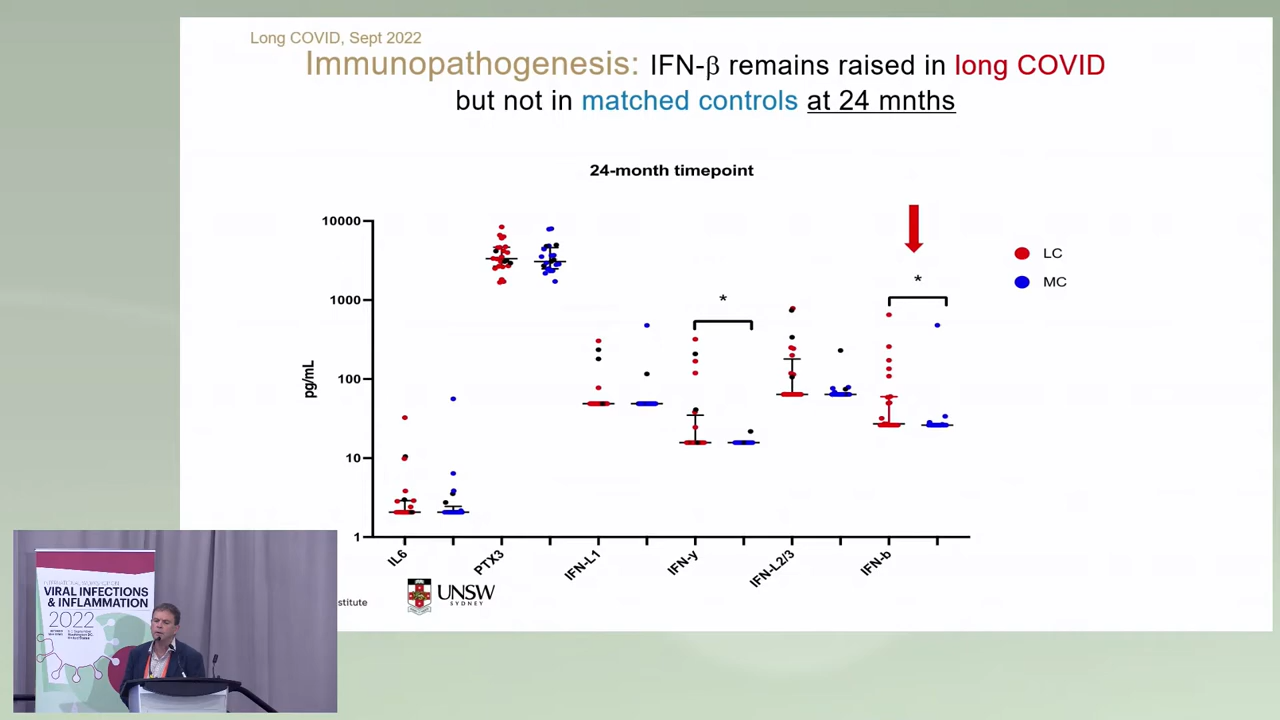 Long COVID, Sept 2022
Immunopathogenesis: IFN-β remains raised in long COVID
but not in matched controls at 24 mnths
24-month timepoint
10000
1000
100
10
1
pg/mL
*
*
LC
MC
IL6
PTX3
IFN-L1
IFN-y
IFN-L2/3
IFN-b
stitute
UNSW
SYDNEY
VIRAL INFECTIONS
& INFLAMMATION
2022